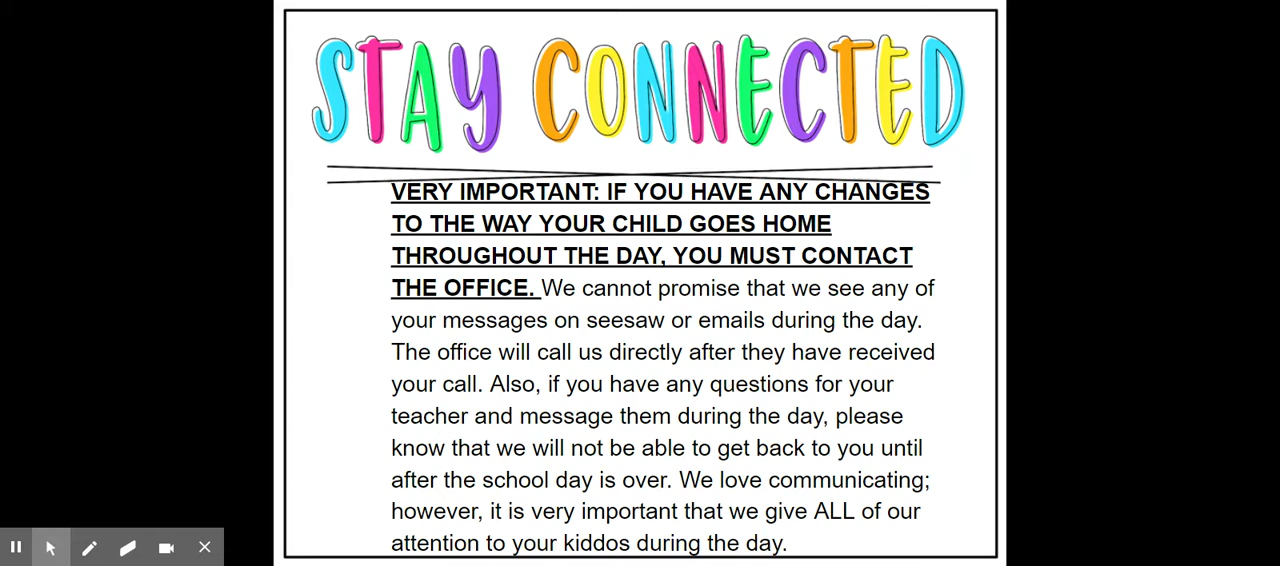 STAY CONNECTED
VERY IMPORTANT: IF YOU HAVE ANY CHANGES
TO THE WAY YOUR CHILD GOES HOME
THROUGHOUT THE DAY, YOU MUST CONTACT
THE OFFICE. We cannot promise that we see any of
your messages on seesaw or emails during the day.
The office will call us directly after they have received
your call. Also, if you have any questions for your
teacher and message them during the day, please
know that we will not be able to get back to you until
after the school day is over. We love communicating;
however, it is very important that we give ALL of our
attention to your kiddos during the day.